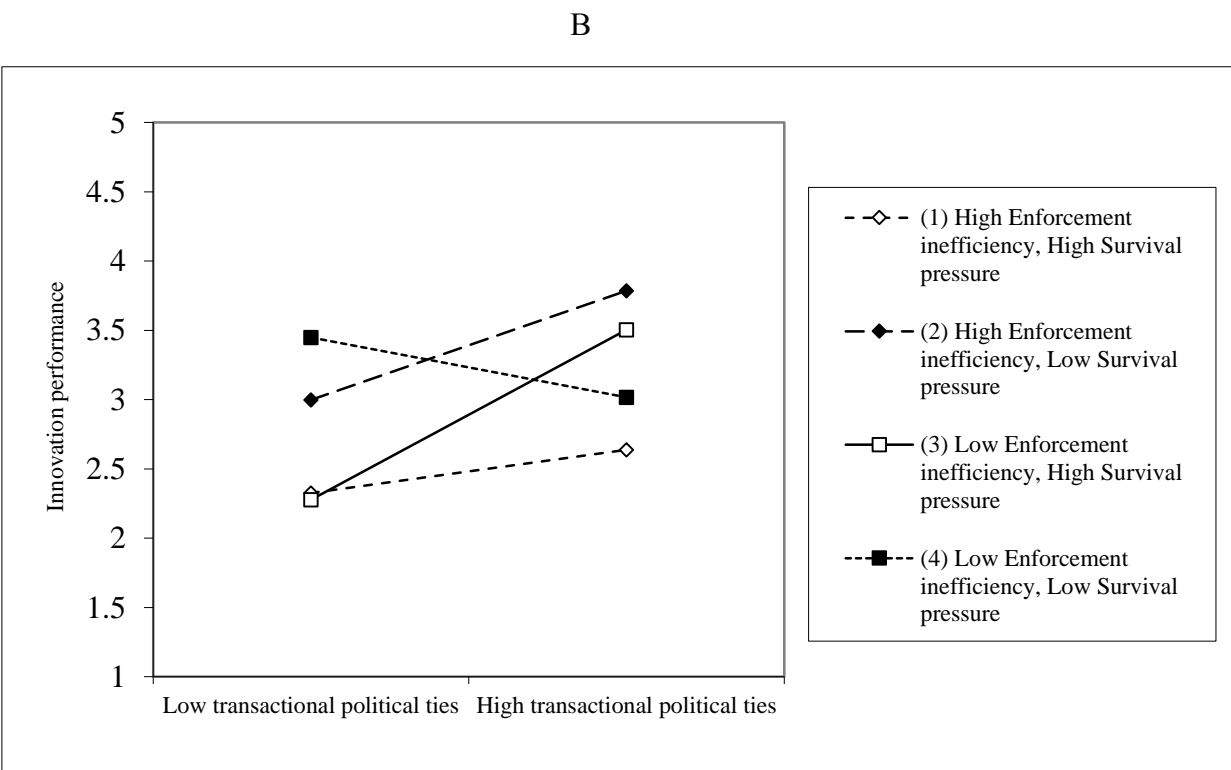 B
5
4.5
4
3.5
3
2.5
2
1.5
1
Innovation performance
Low transactional political ties
High transactional political ties
(1) High Enforcement
inefficiency, High Survival
pressure
(2) High Enforcement
inefficiency, Low Survival
pressure
(3) Low Enforcement
inefficiency, High Survival
pressure
(4) Low Enforcement
inefficiency, Low Survival
pressure